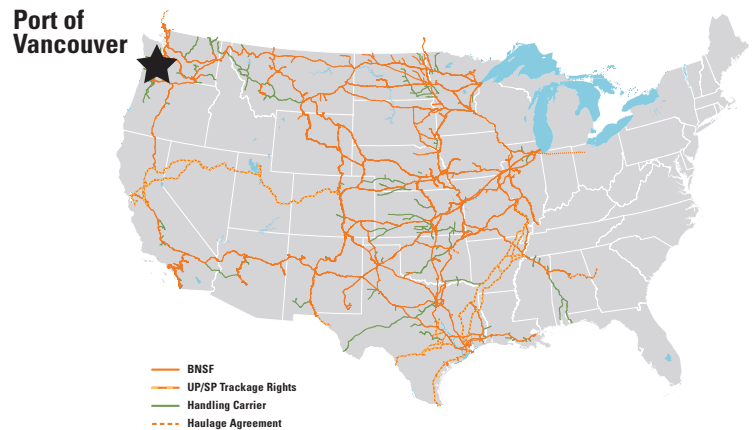 Port of
Vancouver
BNSF
UP/SP Trackage Rights
Handling Carrier
Haulage Agreement